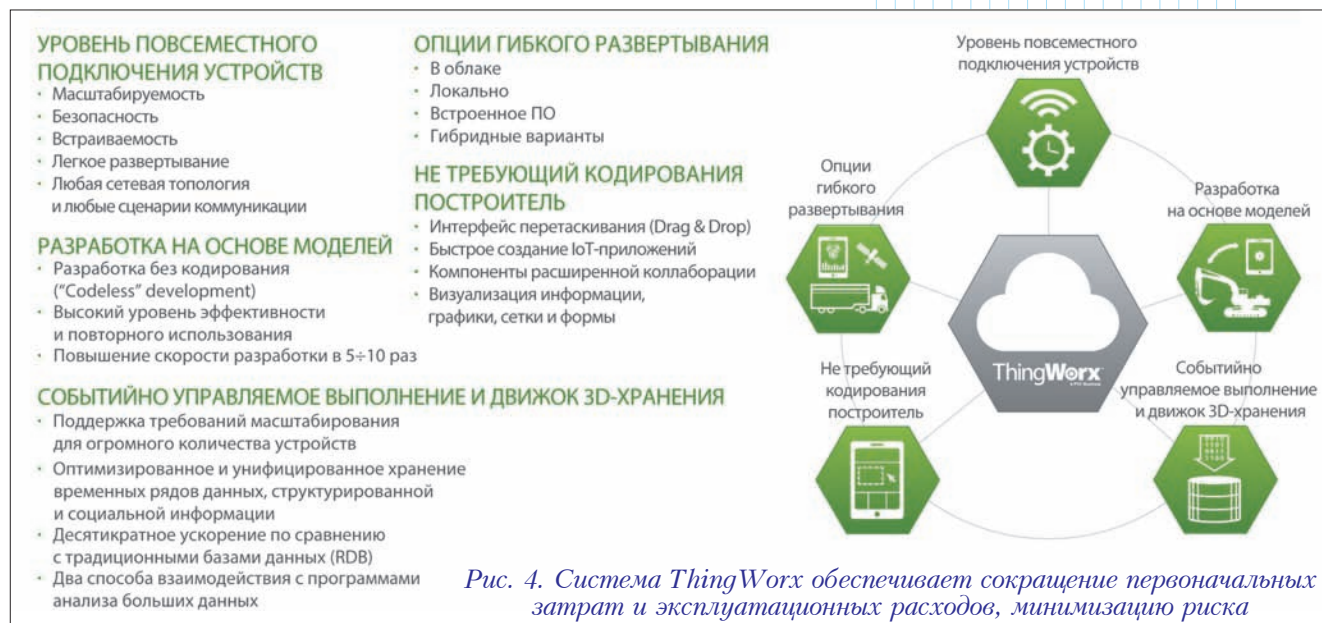 УРОВЕНЬ ПОВСЕМЕСТНОГО
ПОДКЛЮЧЕНИЯ УСТРОЙСТВ
• Масштабируемость
• Безопасность
• Встраиваемость
• Легкое развертывание
• Любая сетевая топология
и любые сценарии коммуникации
РАЗРАБОТКА НА ОСНОВЕ МОДЕЛЕЙ
• Разработка без кодирования
("Codeless" development)
• Высокий уровень эффективности
и повторного использования
• Повышение скорости разработки в 5÷10 раз
ОПЦИИ ГИБКОГО РАЗВЕРТЫВАНИЯ
• В облаке
• Локально
• Встроенное ПО
• Гибридные варианты
НЕ ТРЕБУЮЩИЙ КОДИРОВАНИЯ
ПОСТРОИТЕЛЬ
• Интерфейс перетаскивания (Drag & Drop)
• Быстрое создание IoT-приложений
• Компоненты расширенной коллаборации
• Визуализация информации,
графики, сетки и формы
СОБЫТИЙНО УПРАВЛЯЕМОЕ ВЫПОЛНЕНИЕ И ДВИЖОК 3D-ХРАНЕНИЯ
• Поддержка требований масштабирования
для огромного количества устройств
• Оптимизированное и унифицированное хранение
временных рядов данных, структурированной
и социальной информации
• Десятикратное ускорение по сравнению
с традиционными базами данных (RDB)
• Два способа взаимодействия с программами
анализа больших данных
Уровень повсеместного
подключения устройств
Опции
гибкого
развертывания
Разработка
на основе моделей
ThingWorx
Не требующий
кодирования
построитель
Событийно
управляемое выполнение
и движок 3D-хранения
Рис. 4. Система ThingWorx обеспечивает сокращение первоначальных
затрат и эксплуатационных расходов, минимизацию риска